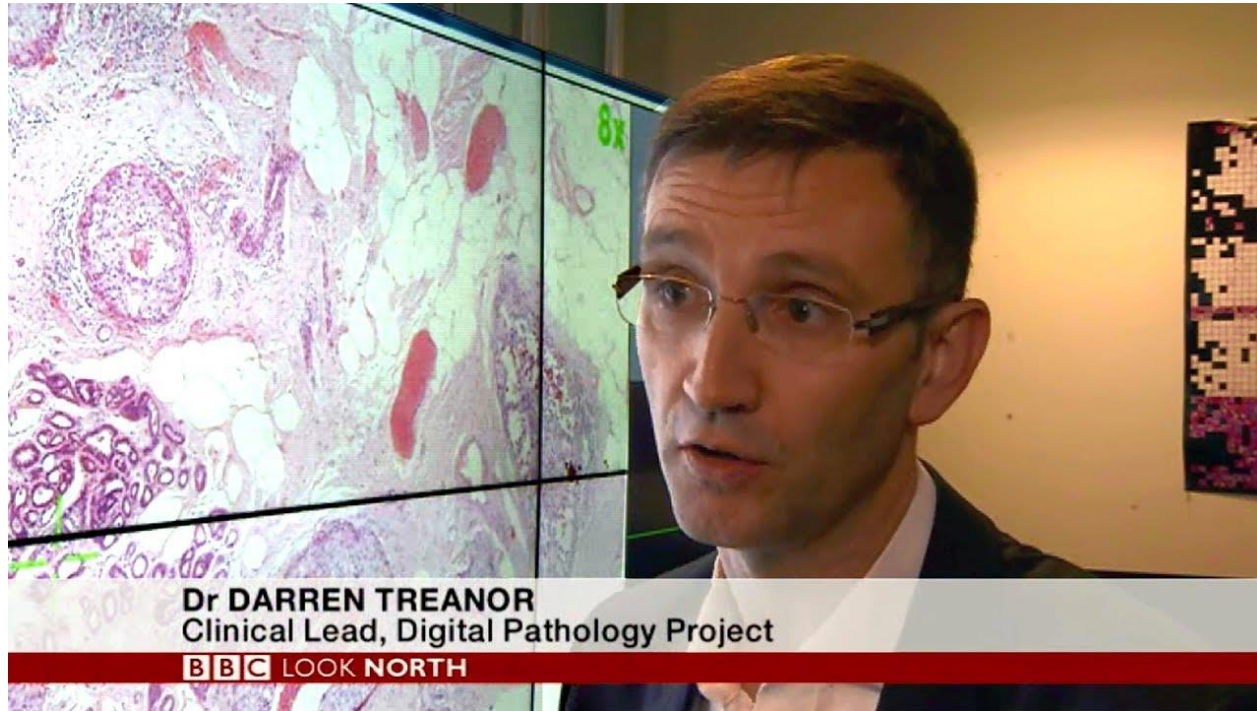 8x
Dr DARREN TREANOR
Clinical Lead, Digital Pathology Project
BBC LOOK NORTH